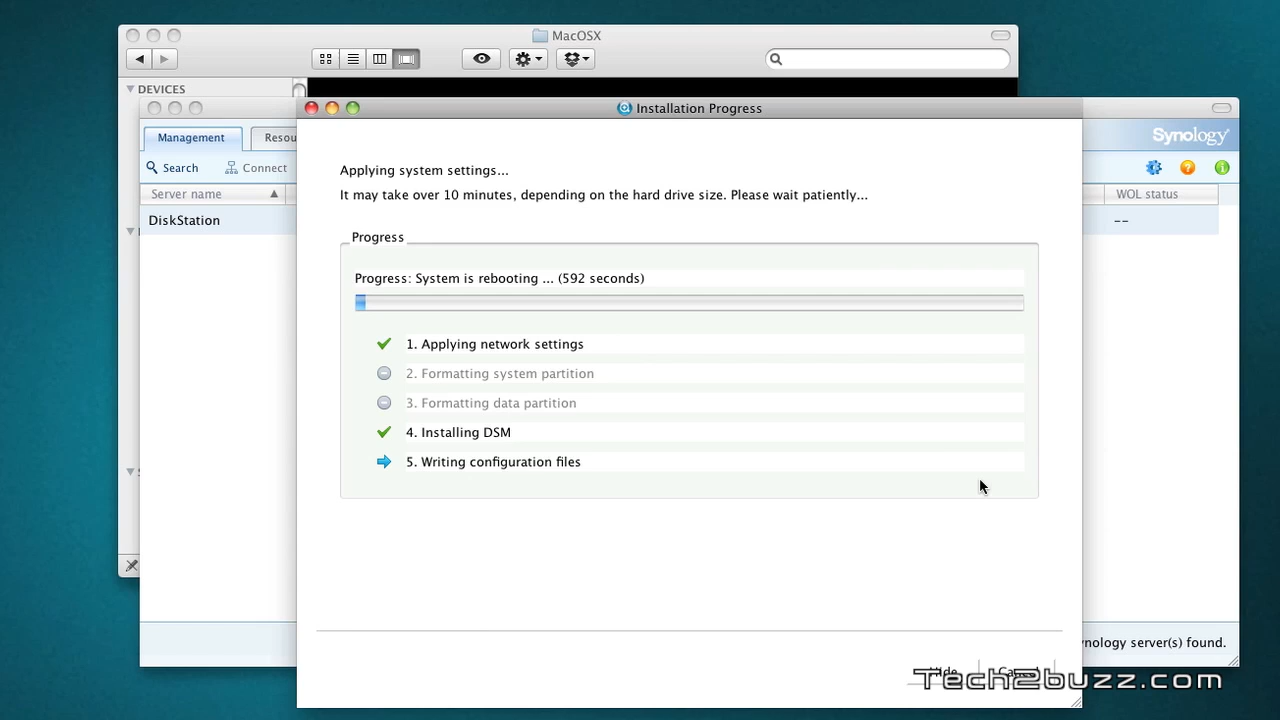 MacOSX
DEVICES
Installation Progress
Management
Resou
Synology
Search
Connect
Server name
WOL status
DiskStation
--
Applying system settings...
It may take over 10 minutes, depending on the hard drive size. Please wait patiently...
Progress
Progress: System is rebooting ... (592 seconds)
1. Applying network settings
2. Formatting system partition
3. Formatting data partition
4. Installing DSM
5. Writing configuration files
ynology server(s) found.
Tech2buzz.com